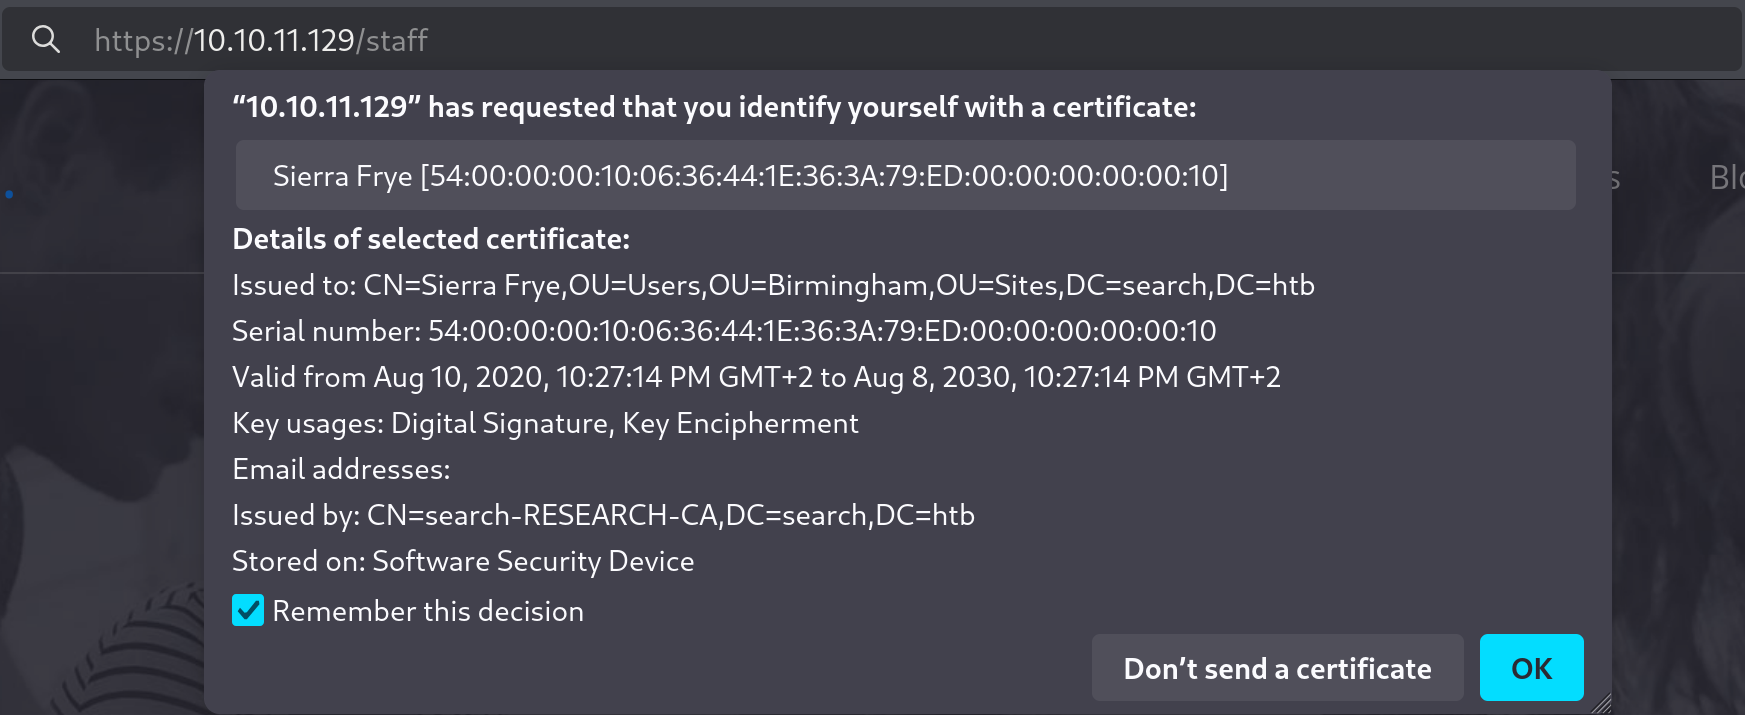 https://10.10.11.129/staff
“10.10.11.129” has requested that you identify yourself with a certificate:
Sierra Frye [54:00:00:00:10:06:36:44:1E:36:3A:79:ED:00:00:00:00:00:10]
Details of selected certificate:
Issued to: CN=Sierra Frye,OU=Users,OU=Birmingham,OU=Sites,DC=search,DC=htb
Serial number: 54:00:00:00:10:06:36:44:1E:36:3A:79:ED:00:00:00:00:00:10
Valid from Aug 10, 2020, 10:27:14 PM GMT+2 to Aug 8, 2030, 10:27:14 PM GMT+2
Key usages: Digital Signature, Key Encipherment
Email addresses:
Issued by: CN=search-RESEARCH-CA,DC=search,DC=htb
Stored on: Software Security Device
Remember this decision
Don’t send a certificate
OK